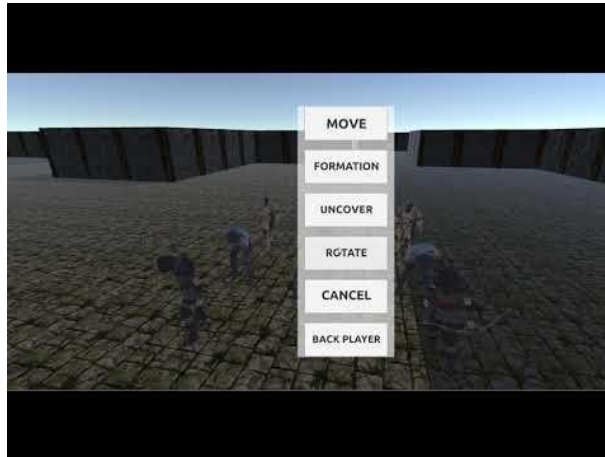 MOVE
FORMATION
UNCOVER
ROTATE
CANCEL
BACK PLAYER